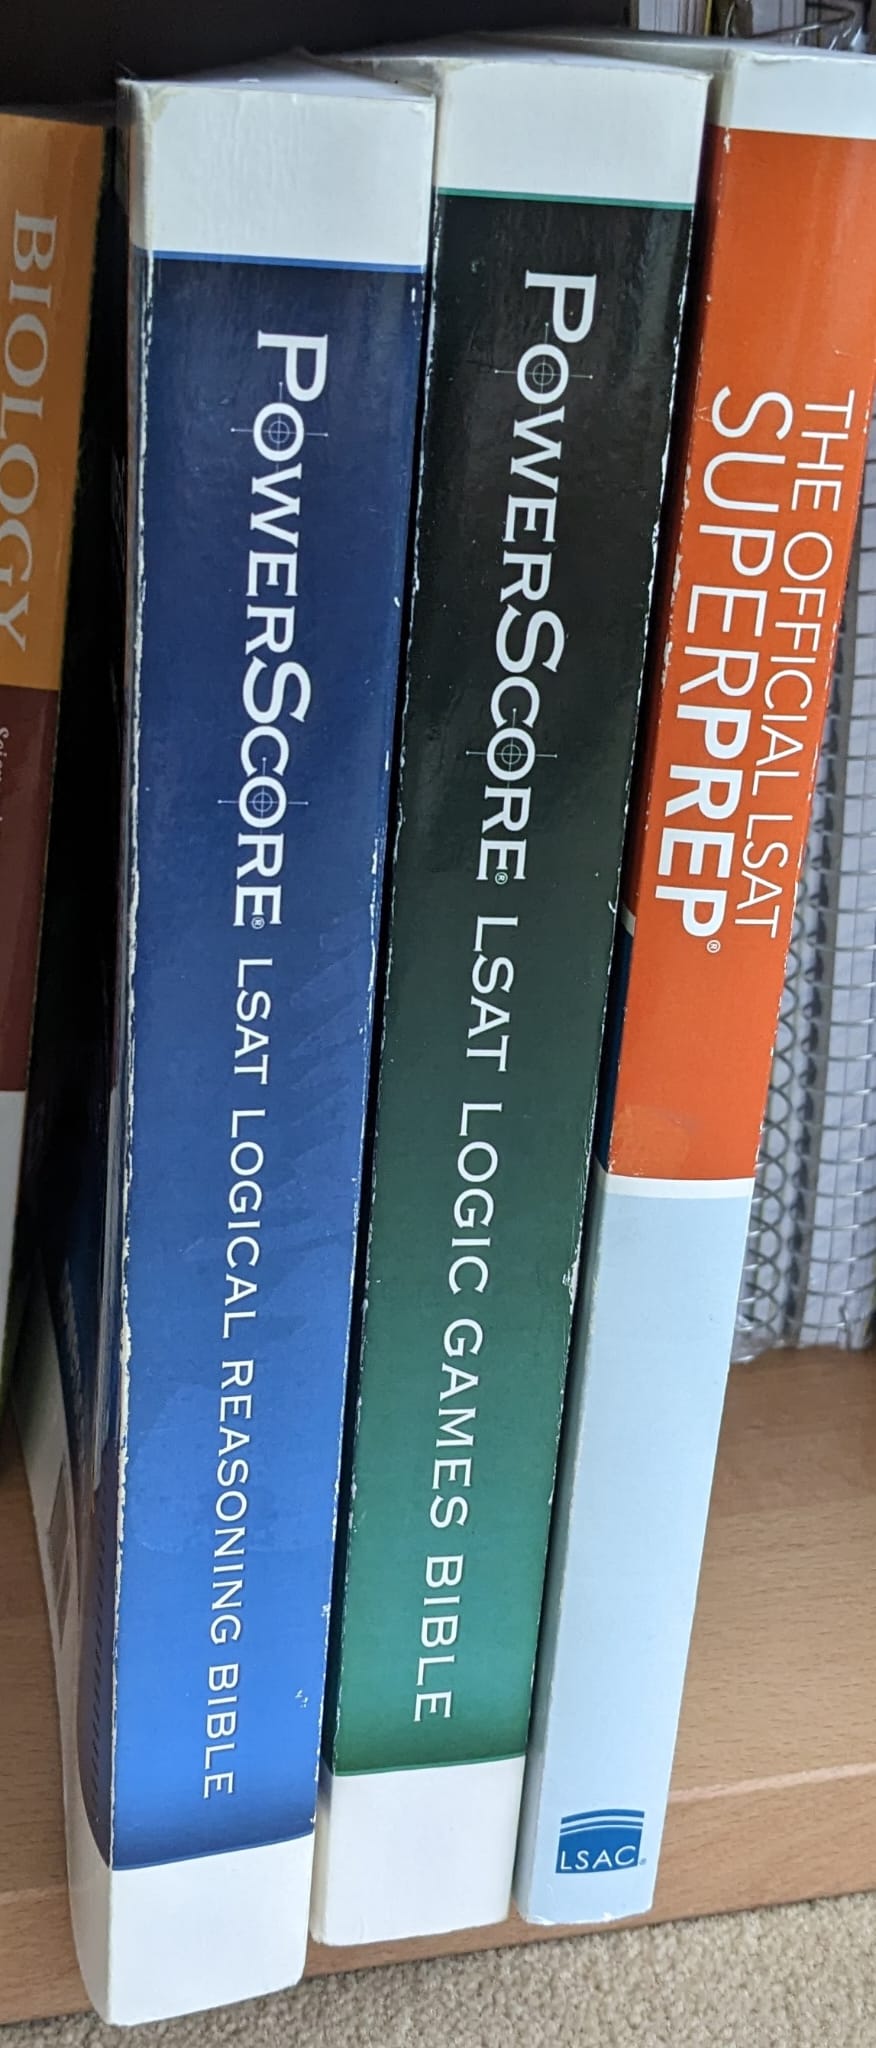 BIOLOGY
POWERSCORE® LSAT LOGICAL REASONING BIBLE
POWERSCORE® LSAT LOGIC GAMES BIBLE
THE OFFICIAL LSAT
SUPERPREP®
LSAC®